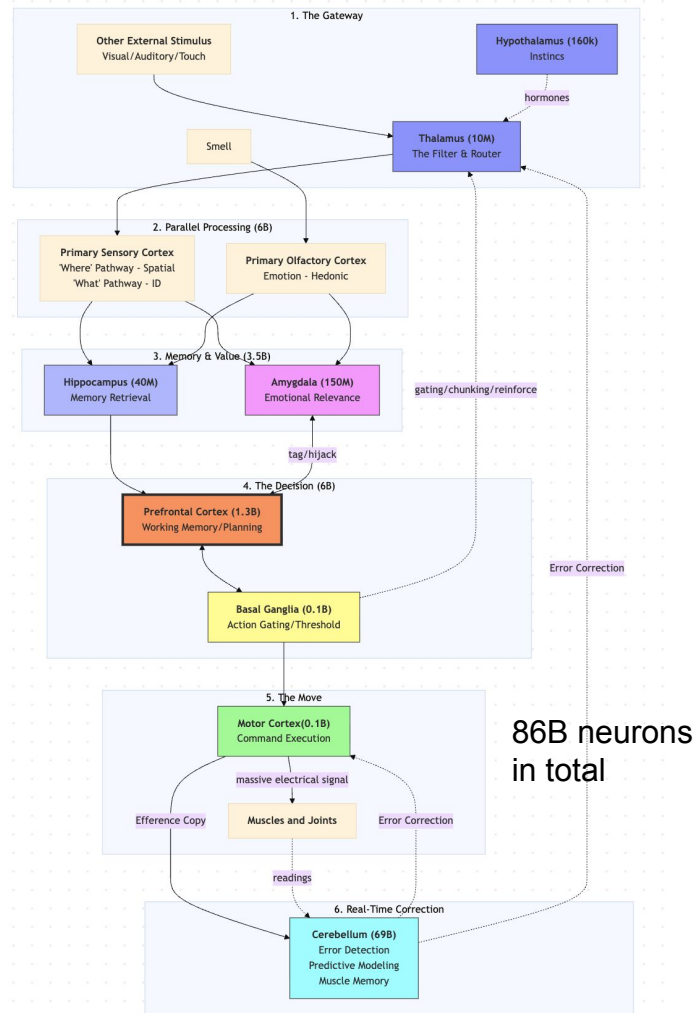 1. The Gateway
Other External Stimulus
Visual/Auditory/Touch
Hypothalamus (160k)
Instincs
hormones
Thalamus (10M)
The Filter & Router
Smell
2. Parallel Processing (6B)
Primary Sensory Cortex
'Where' Pathway - Spatial
'What' Pathway - ID
Primary Olfactory Cortex
Emotion - Hedonic
3. Memory & Value (3.5B)
Hippocampus (40M)
Memory Retrieval
Amygdala (150M)
Emotional Relevance
gating/chunking/reinforce
tag/hijack
4. The Decision (6B)
Prefrontal Cortex (1.3B)
Working Memory/Planning
Error Correction
Basal Ganglia (0.1B)
Action Gating/Threshold
5. The Move
Motor Cortex(0.1B)
Command Execution
86B neurons
in total
massive electrical signal
Efference Copy
Muscles and Joints
Error Correction
readings
6. Real-Time Correction
Cerebellum (69B)
Error Detection
Predictive Modeling
Muscle Memory